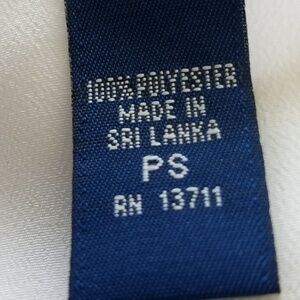 100% POLYESTER
MADE IN
SRI LANKA
PS
RN 13711